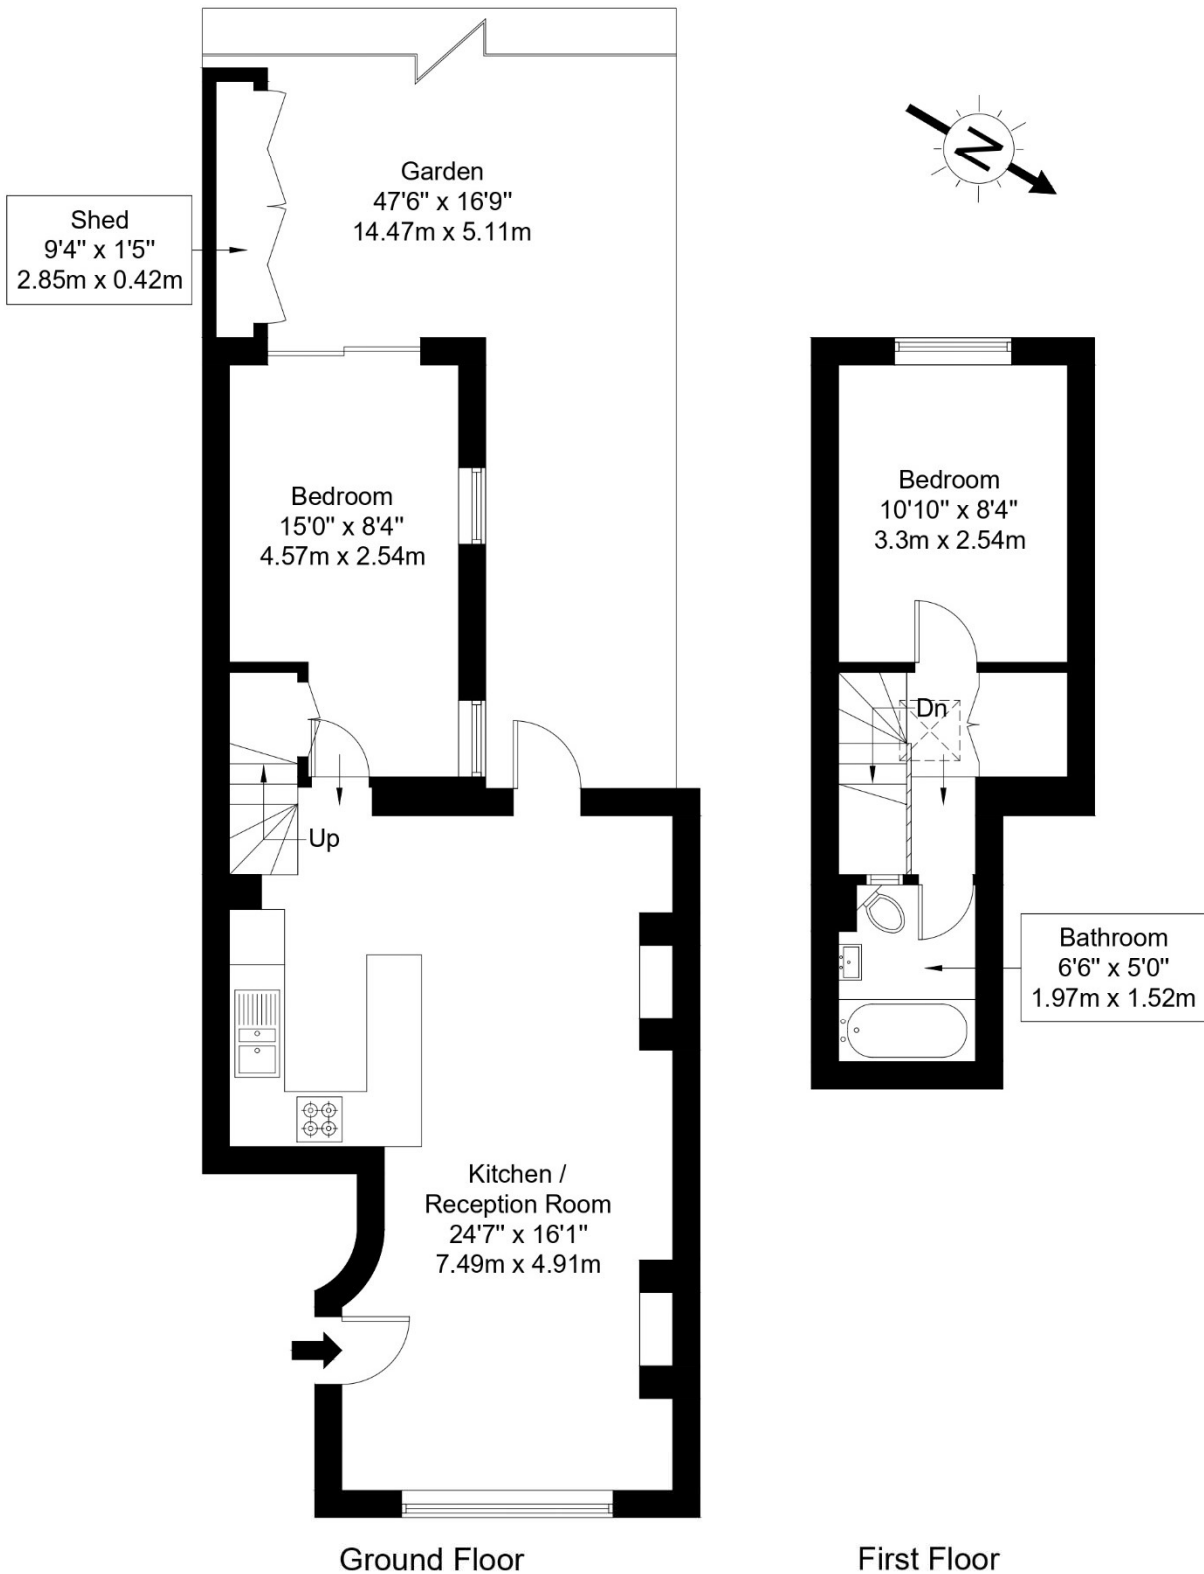 Garden
47'6" x 16'9"
14.47m x 5.11m
N
Shed
9'4" x 1'5"
2.85m x 0.42m
Bedroom
15'0" x 8'4"
4.57m x 2.54m
Bedroom
10'10" x 8'4"
3.3m x 2.54m
Dn
Up
Bathroom
6'6" x 5'0"
1.97m x 1.52m
Kitchen /
Reception Room
24'7" x 16'1"
7.49m x 4.91m
Ground Floor
First Floor